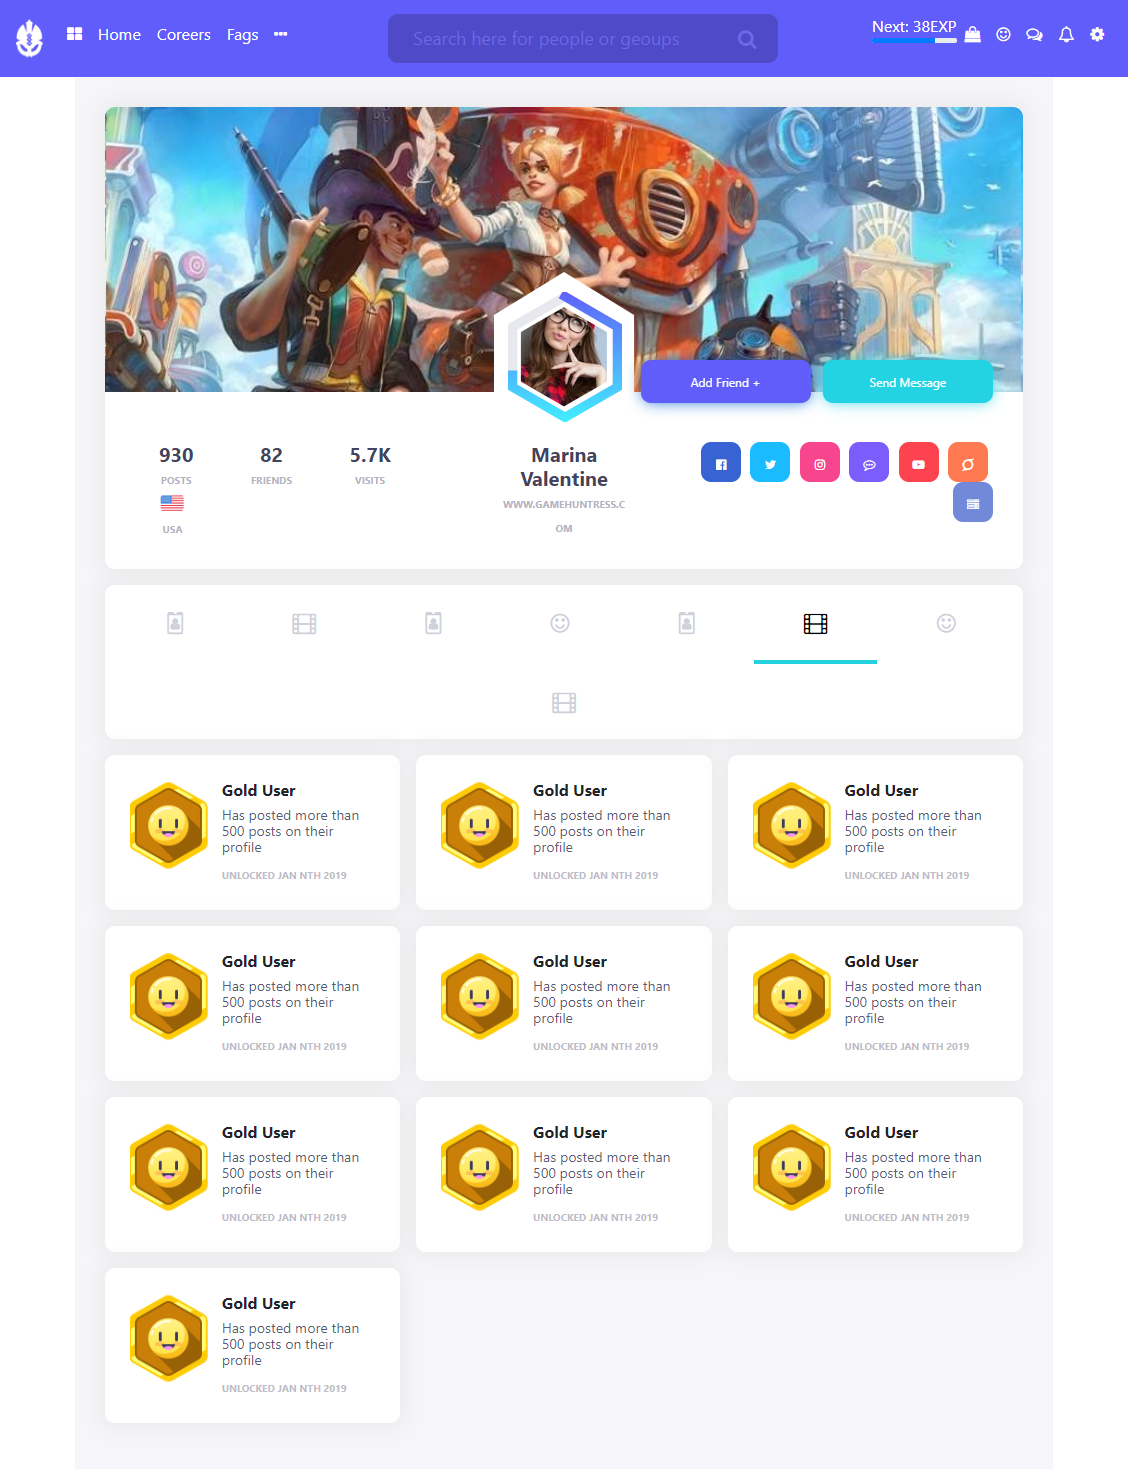 Home Coreers Fags
Search here for people or geoups
Next: 38EXP
Add Friend +
Send Message
930
POSTS
82
FRIENDS
5.7K
VISITS
USA
Marina
Valentine
WWW.GAMEHUNTRESS.C
OM
Gold User
Has posted more than
500 posts on their
profile
UNLOCKED JAN NTH 2019
Gold User
Has posted more than
500 posts on their
profile
UNLOCKED JAN NTH 2019
Gold User
Has posted more than
500 posts on their
profile
UNLOCKED JAN NTH 2019
Gold User
Has posted more than
500 posts on their
profile
UNLOCKED JAN NTH 2019
Gold User
Has posted more than
500 posts on their
profile
UNLOCKED JAN NTH 2019
Gold User
Has posted more than
500 posts on their
profile
UNLOCKED JAN NTH 2019
Gold User
Has posted more than
500 posts on their
profile
UNLOCKED JAN NTH 2019
Gold User
Has posted more than
500 posts on their
profile
UNLOCKED JAN NTH 2019
Gold User
Has posted more than
500 posts on their
profile
UNLOCKED JAN NTH 2019
Gold User
Has posted more than
500 posts on their
profile
UNLOCKED JAN NTH 2019